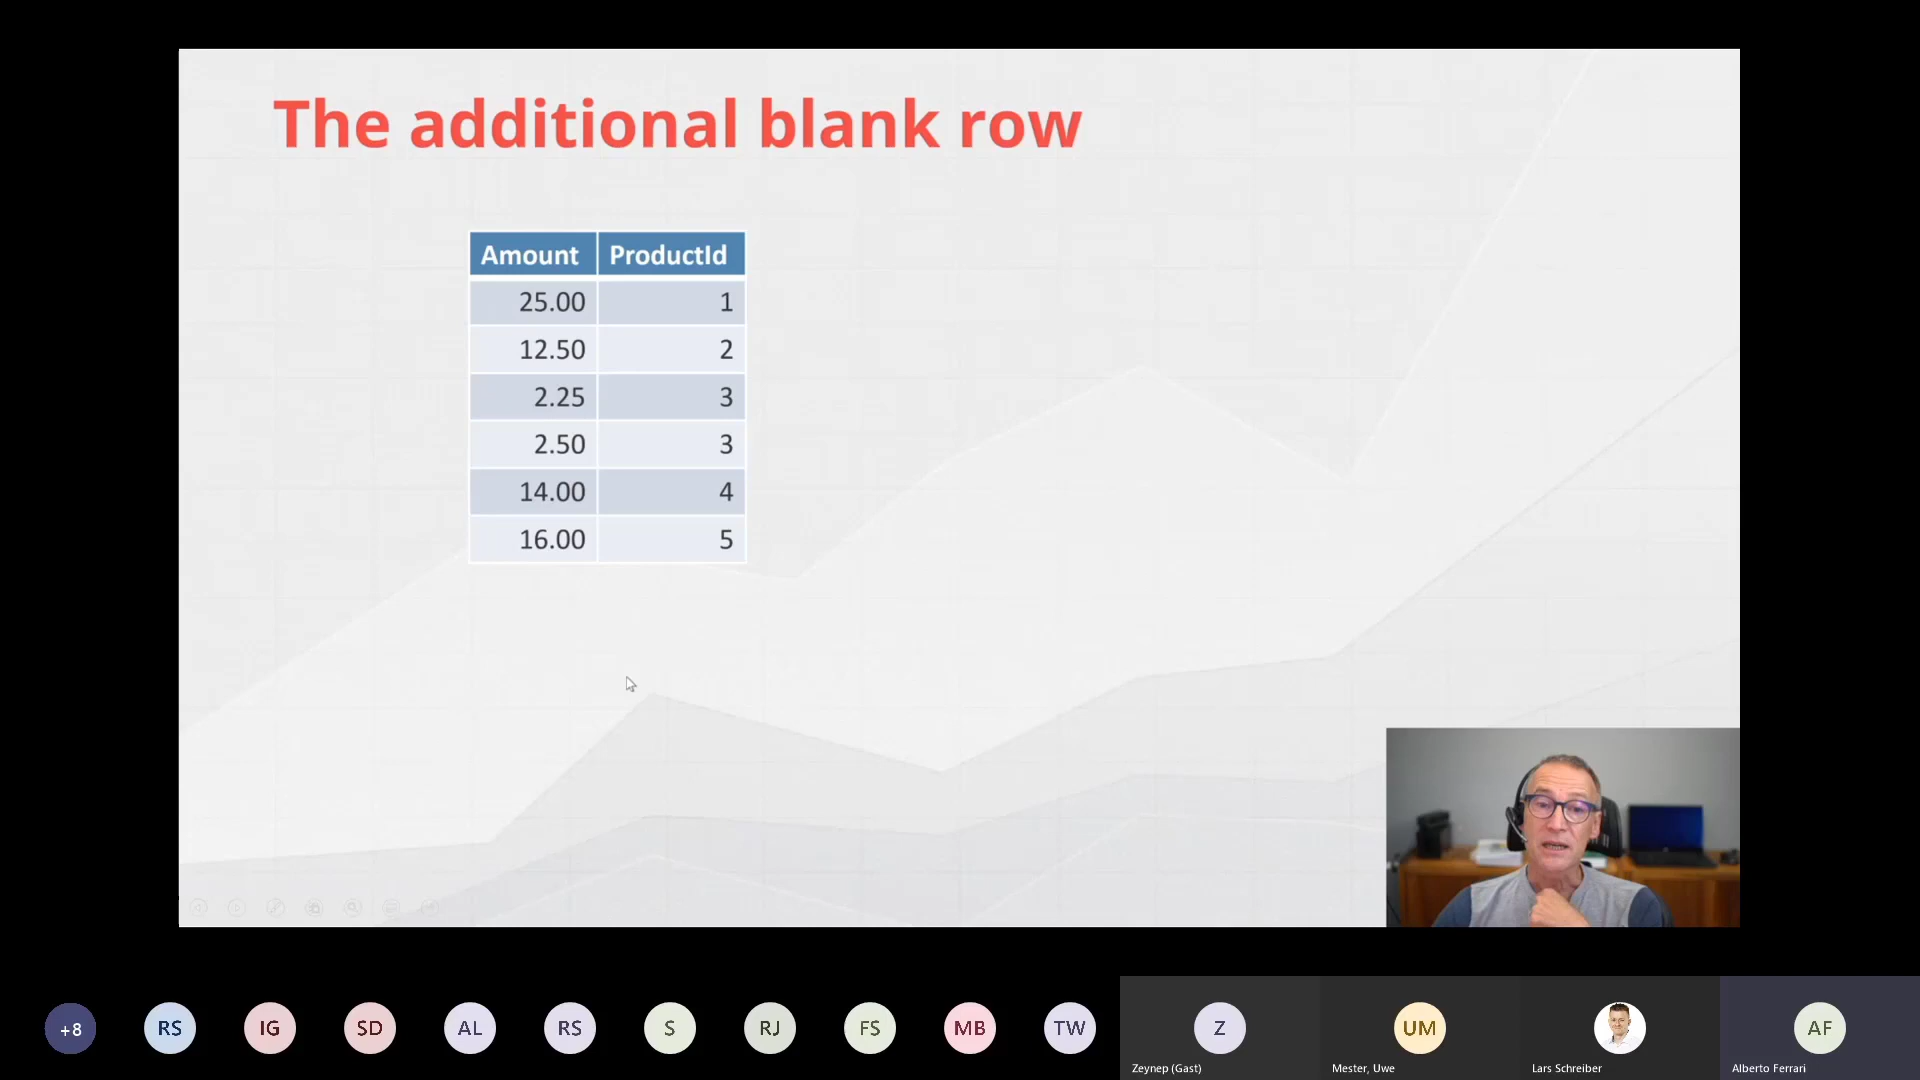 The additional blank row
Amount ProductId
25.00 1
12.50 2
2.25 3
2.50 3
14.00 4
16.00 5
+8 RS IG SD AL RS S RJ FS MB TW Z UM AF
Zeynep (Gast) Mester, Uwe Lars Schreiber Alberto Ferrari